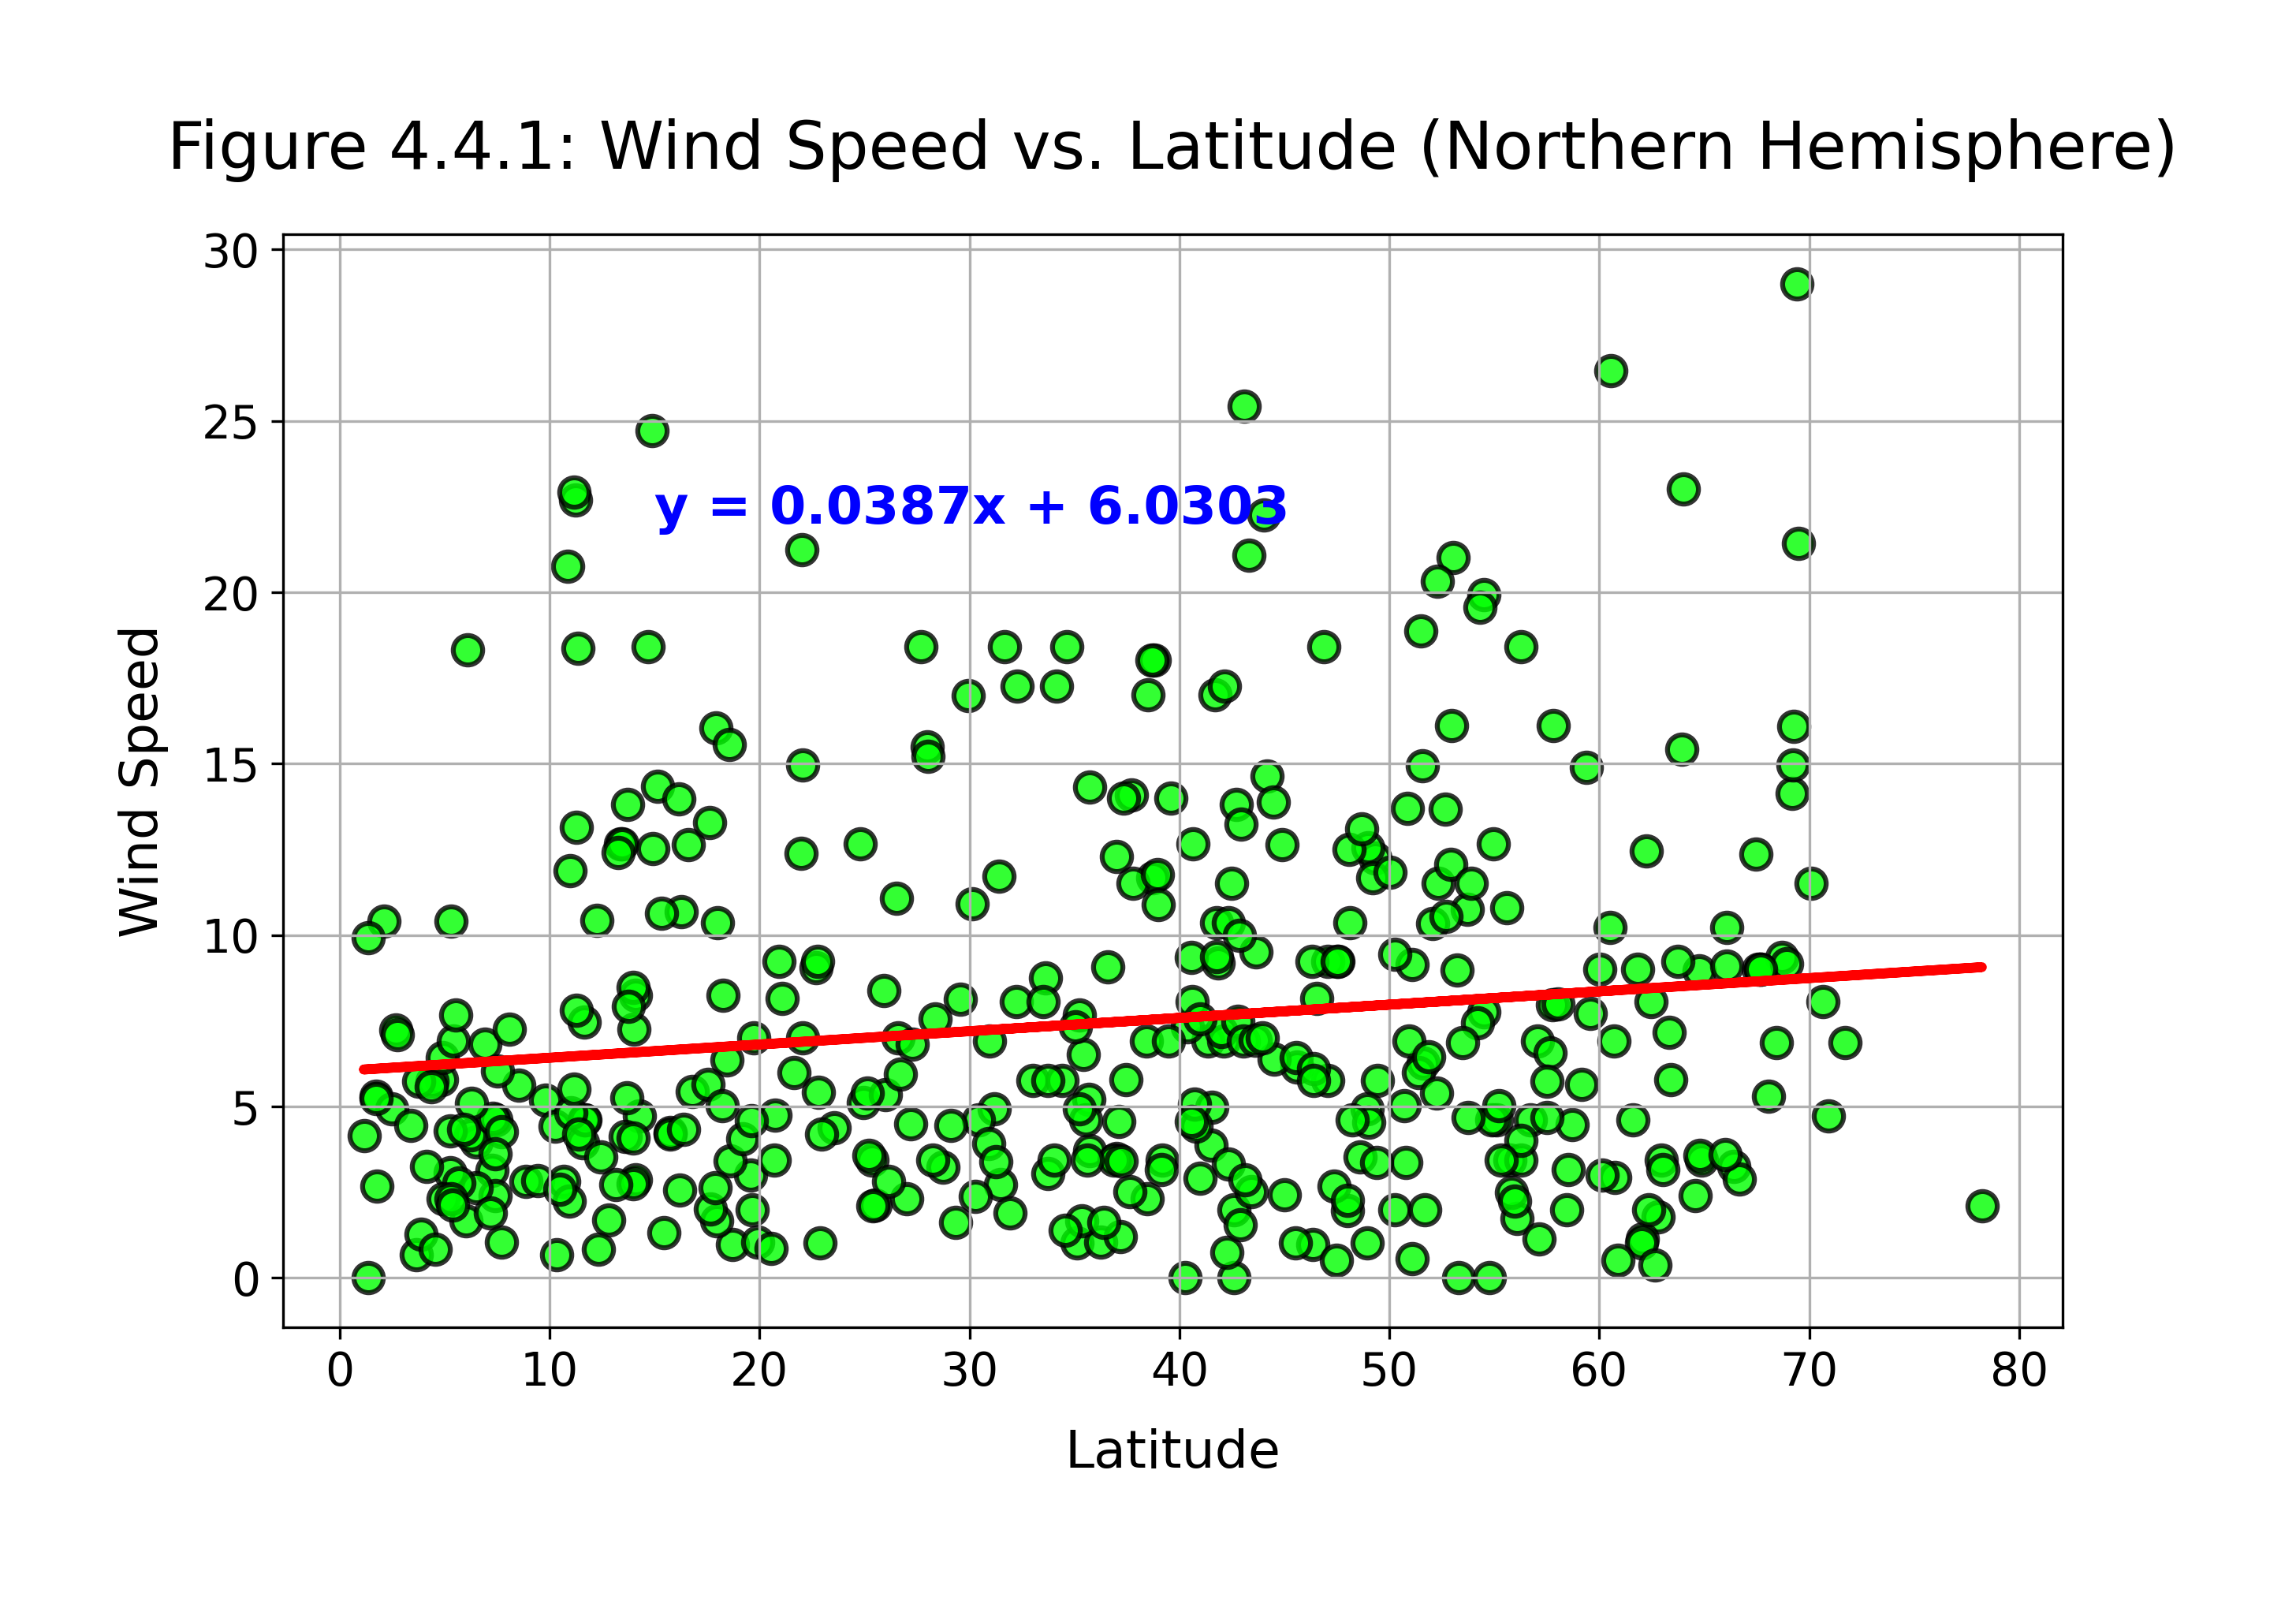 Figure 4.4.1: Wind Speed vs. Latitude (Northern Hemisphere)
30
25
20
15
10
5
0
Wind Speed
y = 0.0387x + 6.0303
0 10 20 30 40 50 60 70 80
Latitude